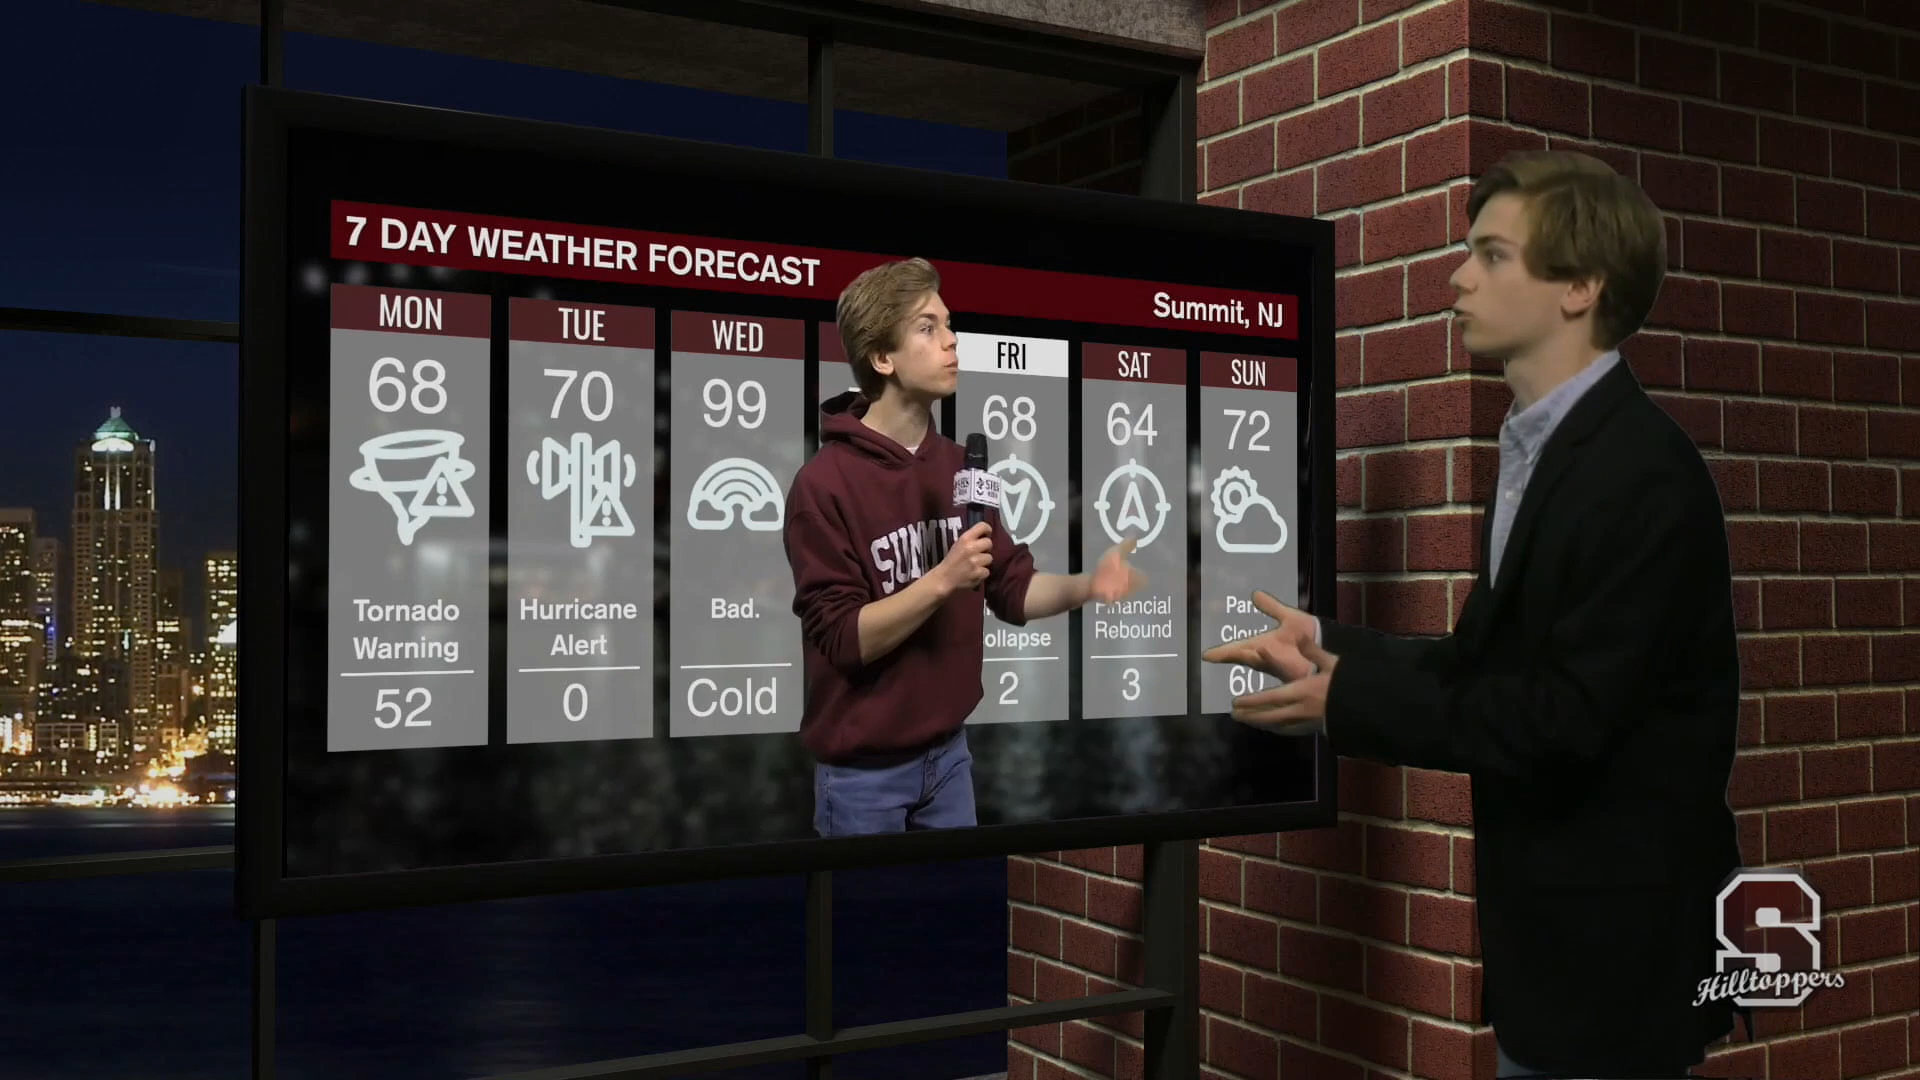 7 DAY WEATHER FORECAST
Summit, NJ
MON
68
Tornado
Warning
52
TUE
70
Hurricane
Alert
0
WED
99
Bad.
Cold
FRI
68
ollapse
2
SAT
64
Financial
Rebound
3
SUN
72
60
SUMMIT
Hilltoppers
S